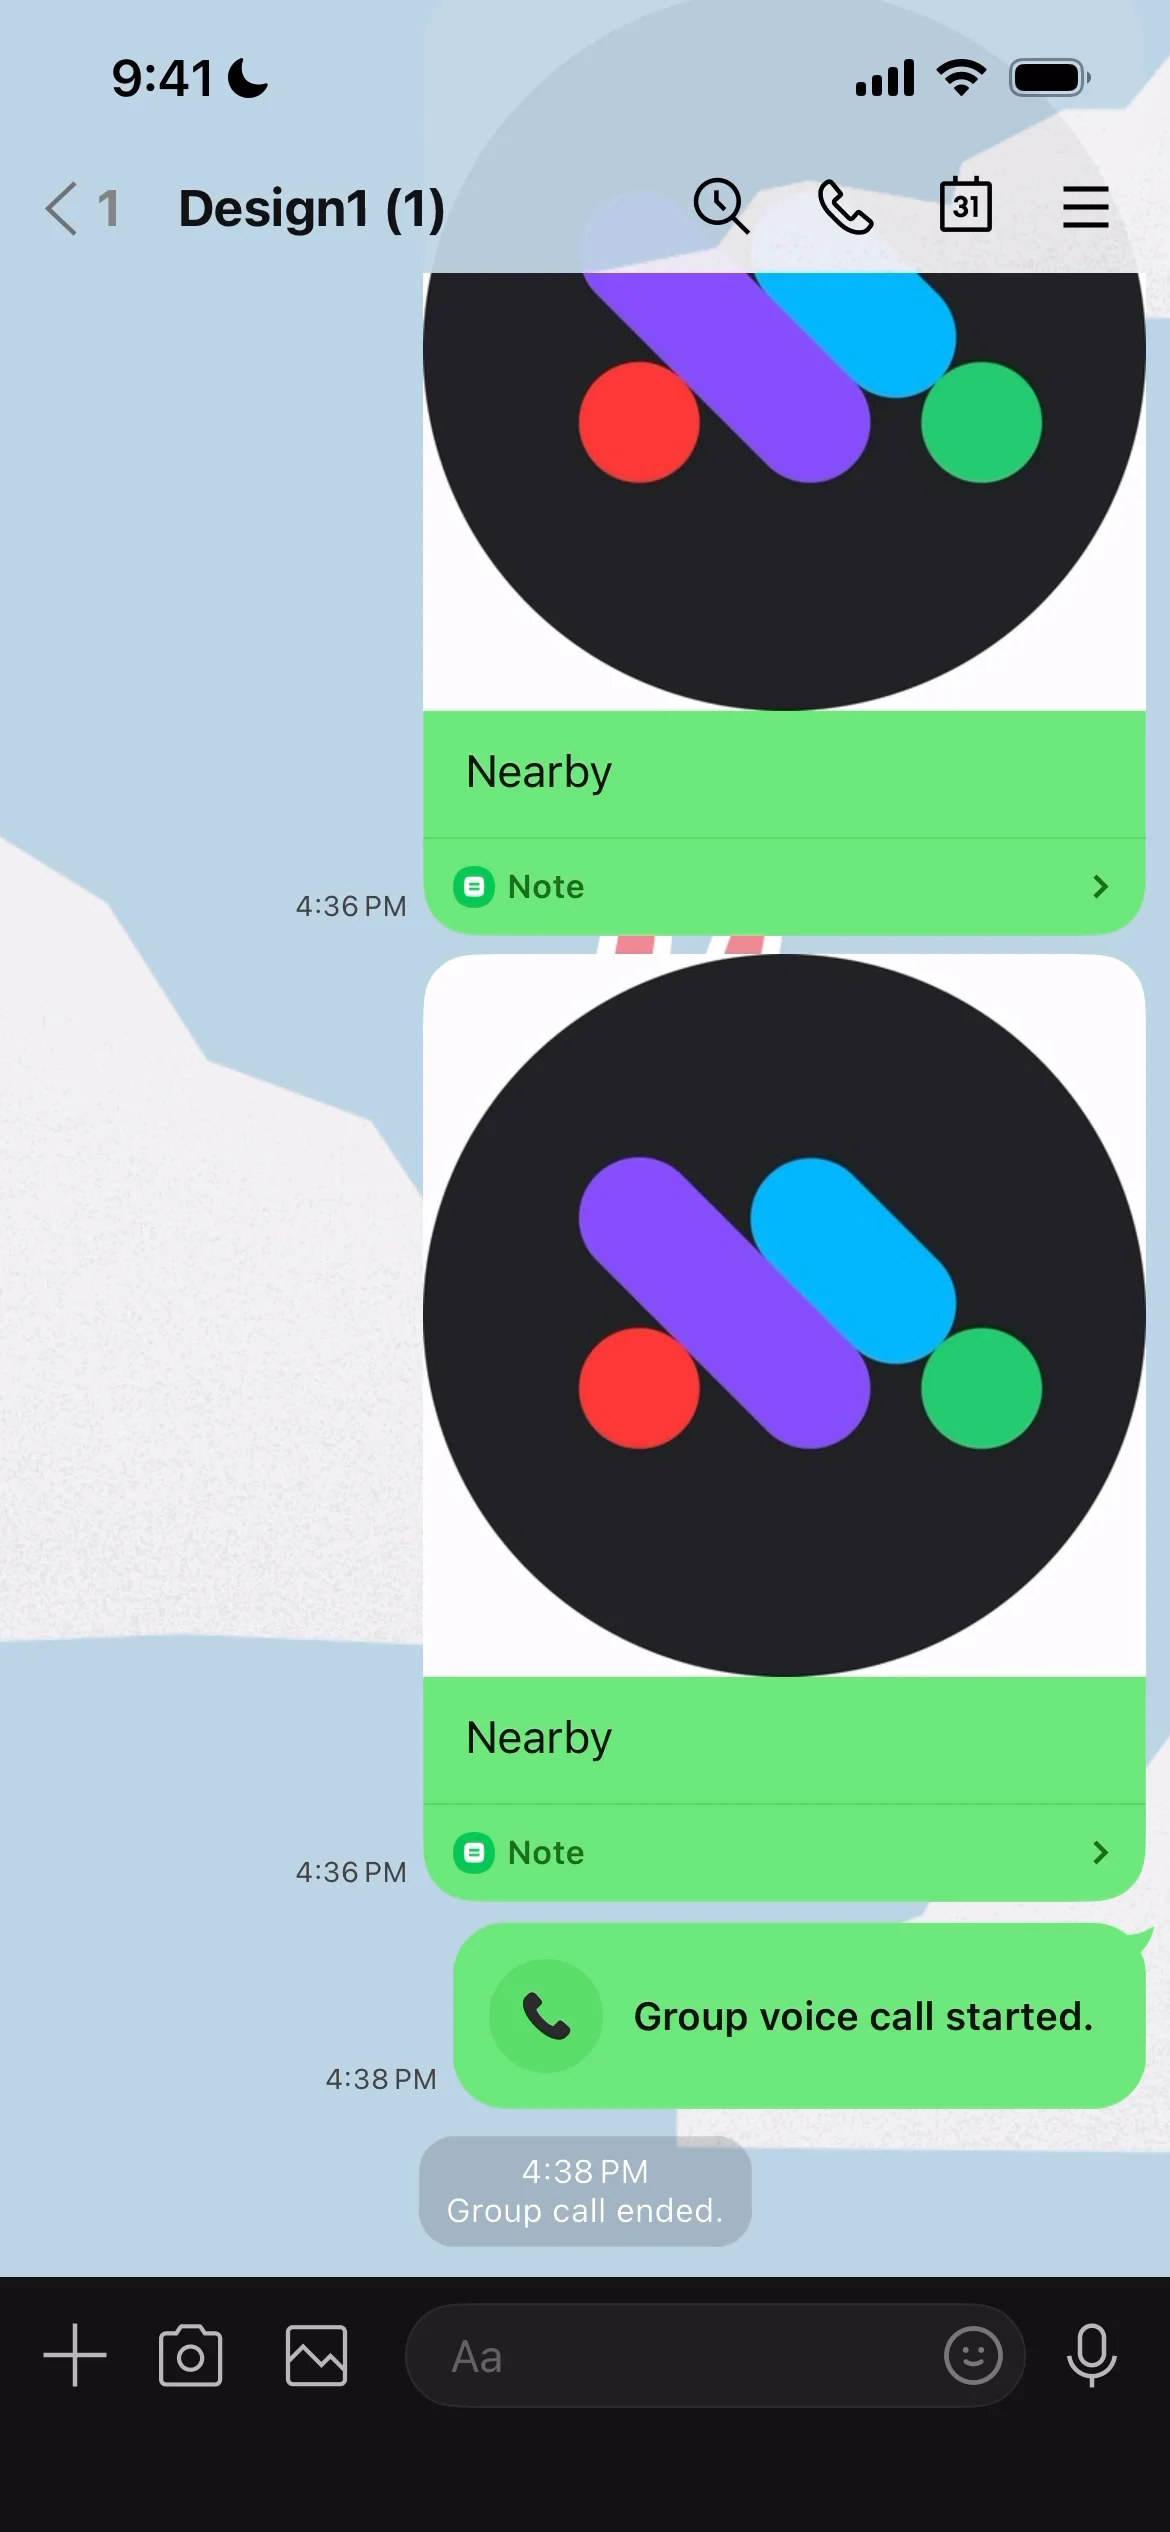 9:41
1 Design1 (1) 31
Nearby
Note
4:36 PM
Nearby
Note
4:36 PM
Group voice call started.
4:38 PM
4:38 PM
Group call ended.
Aa